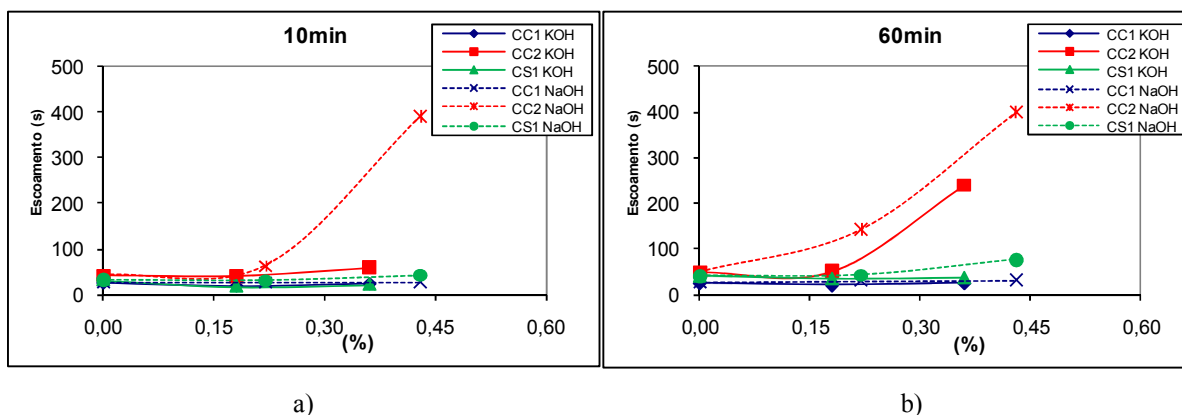 10min
CC1 KOH
CC2 KOH
CS1 KOH
CC1 NaOH
CC2 NaOH
CS1 NaOH
Escoamento (s)
500
400
300
200
100
0
0,00
0,15
0,30
0,45
0,60
(%)
a)
60min
CC1 KOH
CC2 KOH
CS1 KOH
CC1 NaOH
CC2 NaOH
CS1 NaOH
Escoamento (s)
500
400
300
200
100
0
0,00
0,15
0,30
0,45
0,60
(%)
b)